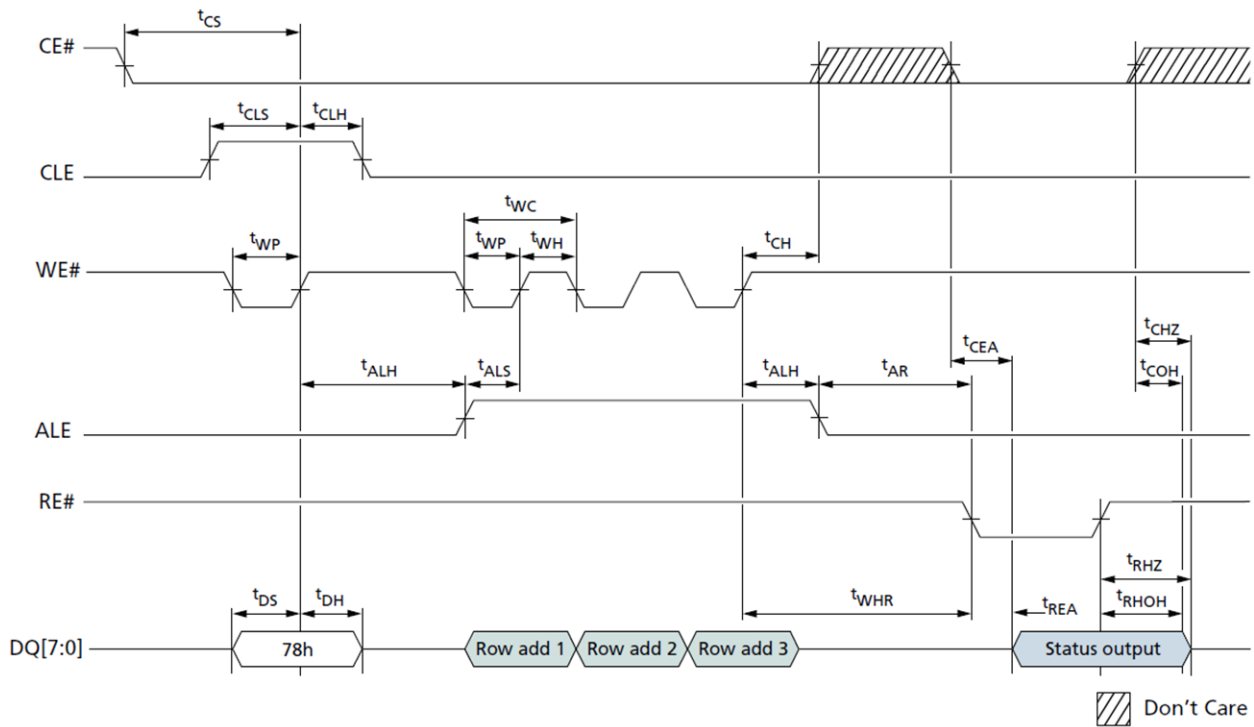 tCS
CE#
tCLS tCLH
CLE
tWC
tWP tWP tWH tCH
WE#
tCHZ
tCEA
tALH tALS tALH tAR tCOH
ALE
RE#
tRHZ
tDS tDH tWHR tREA tRHOH
DQ[7:0] 78h Row add 1 Row add 2 Row add 3 Status output
Don't Care